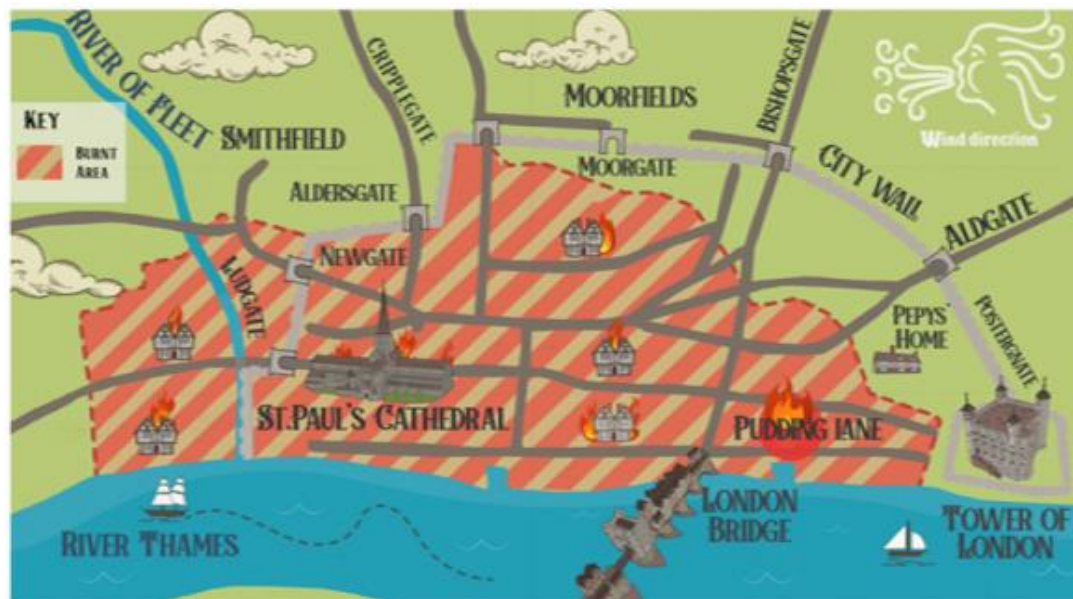 RIVER OF FLEET
CRIPPLEGATE
BISHOPSGATE
Wind direction
MOORFIELDS
KEY
BURNT
AREA
SMITHFIELD
MOORGATE
CITY WALL
ALDERSGATE
ALDGATE
NEWGATE
LUDGATE
PEPYS'
HOME
POSTERGNATE
ST.PAUL'S CATHEDRAL
PUDDING LANE
LONDON
BRIDGE
RIVER THAMES
TOWER OF
LONDON